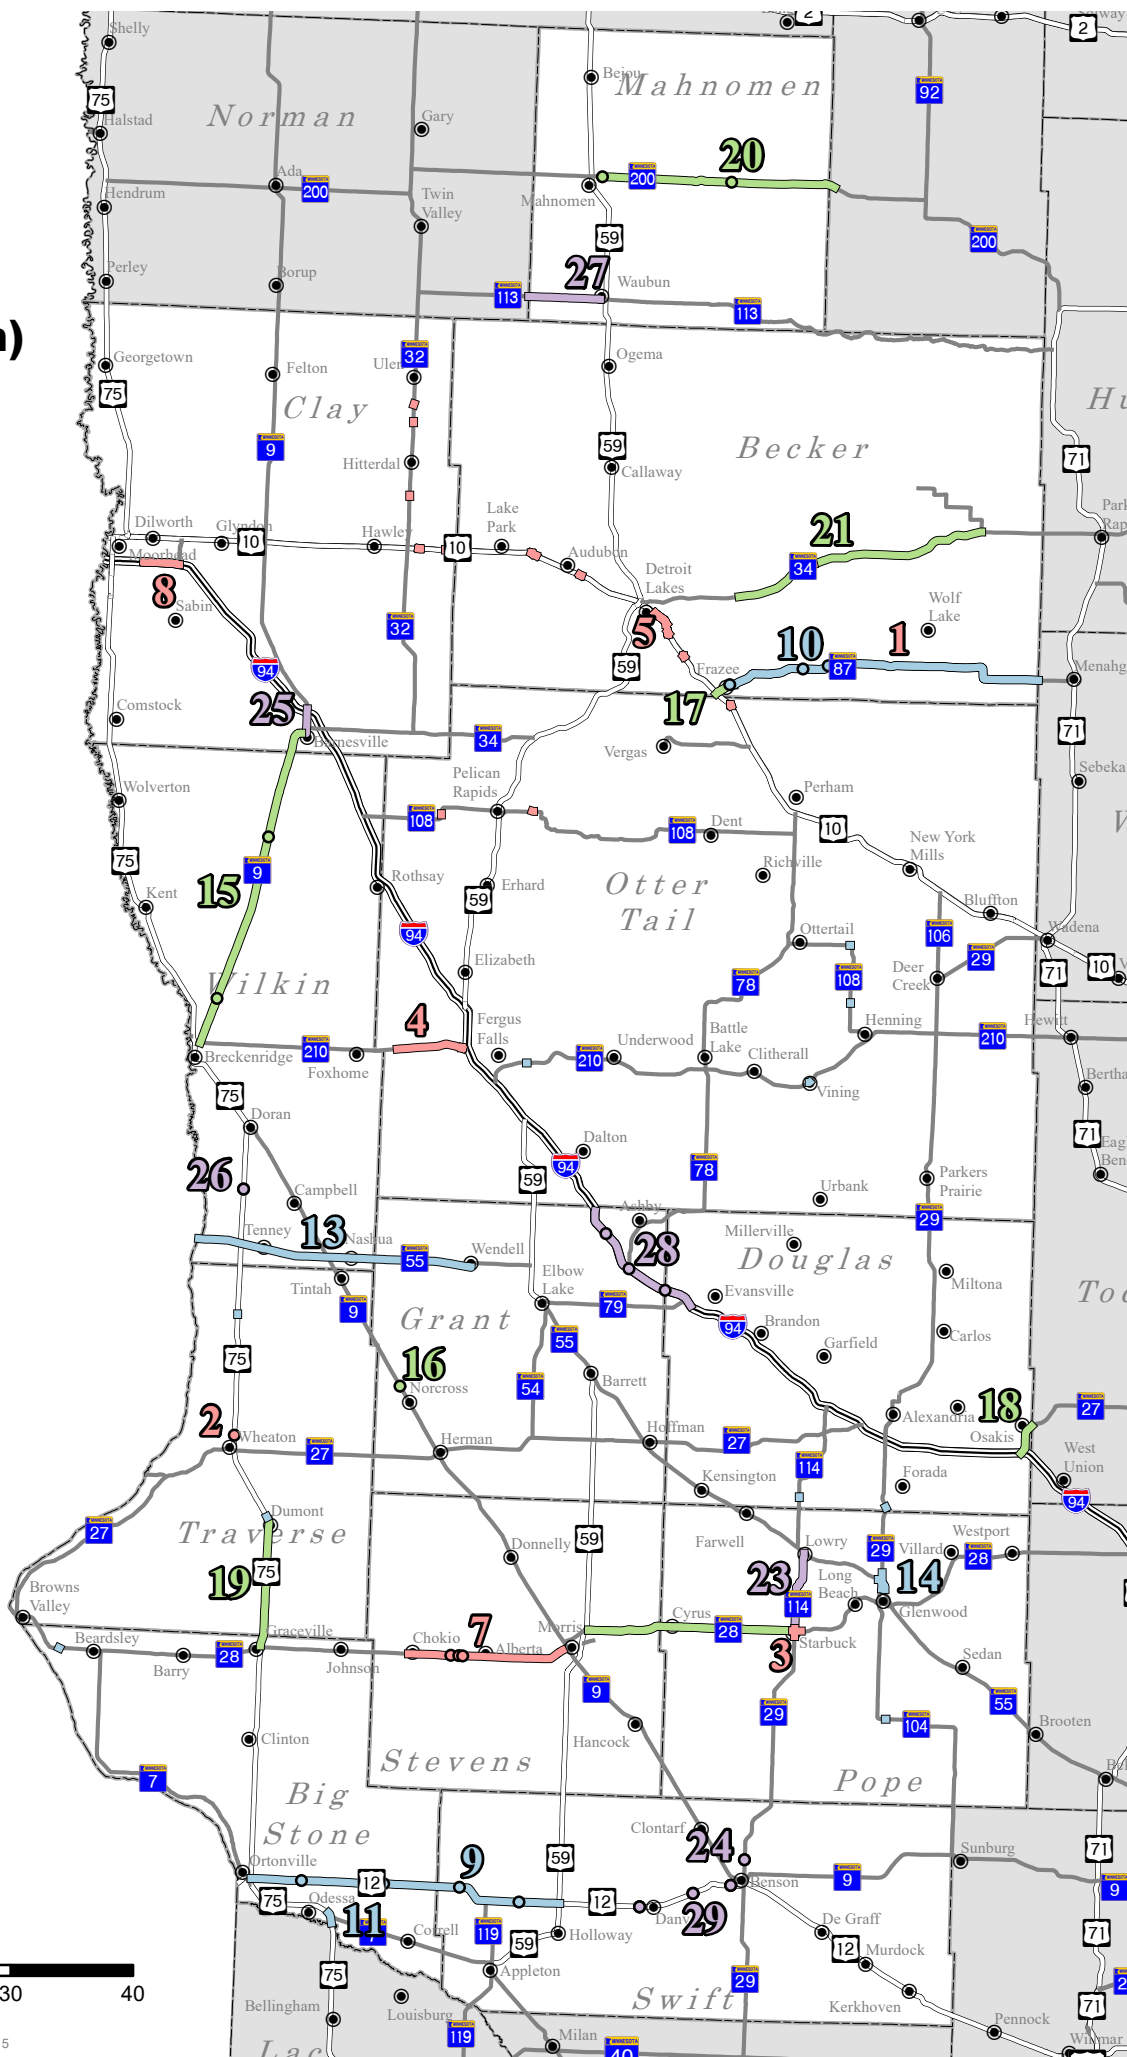 2
2
Shelly
Bejou
Mahnomen
92
75
Halstad
Norman
Gary
20
Ada
200
200
Hendrum
Twin
Valley
Mahnomen
59
200
Perley
Borup
27
Waubun
113
113
n)
Georgetown
32
Ogema
Felton
Ulen
75
Clay
Hu
9
59
Becker
71
Hitterdal
Callaway
Lake
Park
Dilworth
Glyndon
10
Hawley
10
21
Moorhead
Audubon
34
Detroit
Lakes
8
Sabin
Wolf
Lake
32
5
10
1
94
59
Frazee
87
Menahg
25
17
Comstock
Barnesville
34
Vergas
71
Pelican
Rapids
Sebeka
Wolverton
Perham
108
108
Dent
10
New York
Mills
75
9
Richville
15
Rothsay
Erhard
Otter
Tail
Kent
59
Bluffton
94
Ottertail
106
Wadena
Wilkin
Elizabeth
78
108
Deer
Creek
29
71
10
4
Fergus
Falls
Battle
Lake
Henning
Hewitt
210
Underwood
210
Breckenridge
Foxhome
210
Clitherall
75
Vining
Bertha
Doran
Dalton
71
59
94
78
26
Parkers
Prairie
Campbell
Urbank
Ashby
29
13
Tenney
Nashua
Millerville
28
55
Wendell
Douglas
Tintah
Elbow
Lake
Miltona
9
79
Evansville
Grant
94
Brandon
Carlos
55
Garfield
75
16
54
Barrett
Norcross
18
27
2
Alexandria
Wheaton
27
Herman
Hoffman
27
Osakis
West
Union
114
Kensington
Forada
94
Dumont
27
Traverse
59
Farwell
Lowry
29
Villard
Westport
28
Donnelly
75
19
23
Long
Beach
14
Browns
Valley
114
Glenwood
7
Morris
Cyrus
28
Graceville
Beardsley
Chokio
Alberta
Starbuck
28
3
Barry
Johnson
Sedan
9
55
29
104
Clinton
Hancock
Brooten
Stevens
7
Pope
Big
Stone
Clontarf
24
59
Sunburg
71
Ortonville
9
12
Benson
9
9
75
Odessa
12
Danv
29
11
De Graff
Correll
119
59
Holloway
12
Murdock
71
75
Appleton
29
30
40
Bellingham
Louisburg
Swift
Kerkhoven
71
119
Milan
Pennock
40
Willmar
5
Lac